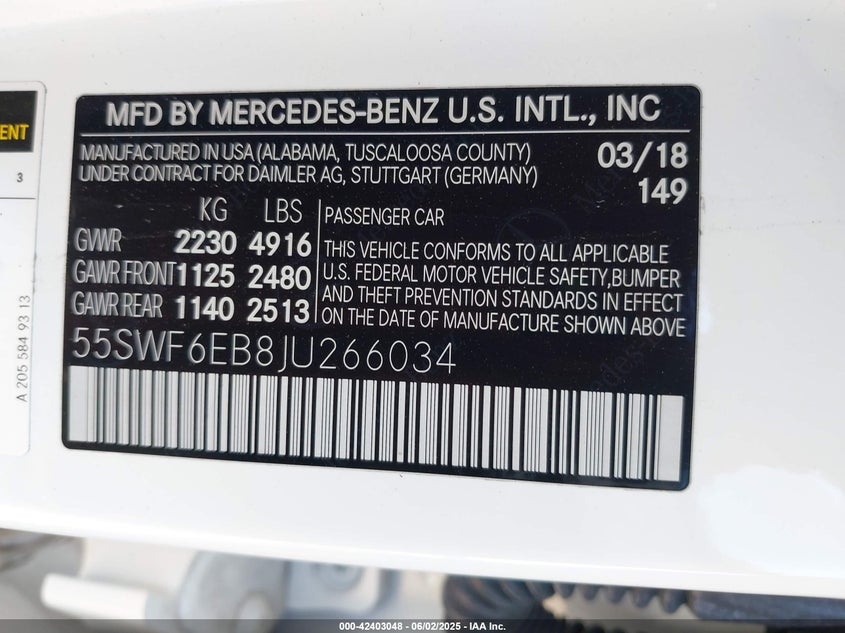 ENT
3
A 205 584 93 13
MFD BY MERCEDES-BENZ U.S. INTL., INC
MANUFACTURED IN USA (ALABAMA, TUSCALOOSA COUNTY) 03/18
UNDER CONTRACT FOR DAIMLER AG, STUTTGART (GERMANY) 149
KG LBS
GVWR 2230 4916
GAWR FRONT 1125 2480
GAWR REAR 1140 2513
PASSENGER CAR
THIS VEHICLE CONFORMS TO ALL APPLICABLE
U.S. FEDERAL MOTOR VEHICLE SAFETY,BUMPER
AND THEFT PREVENTION STANDARDS IN EFFECT
ON THE DATE OF MANUFACTURE SHOWN ABOVE
55SWF6EB8JU266034
000-42403048 - 06/02/2025 - IAA Inc.